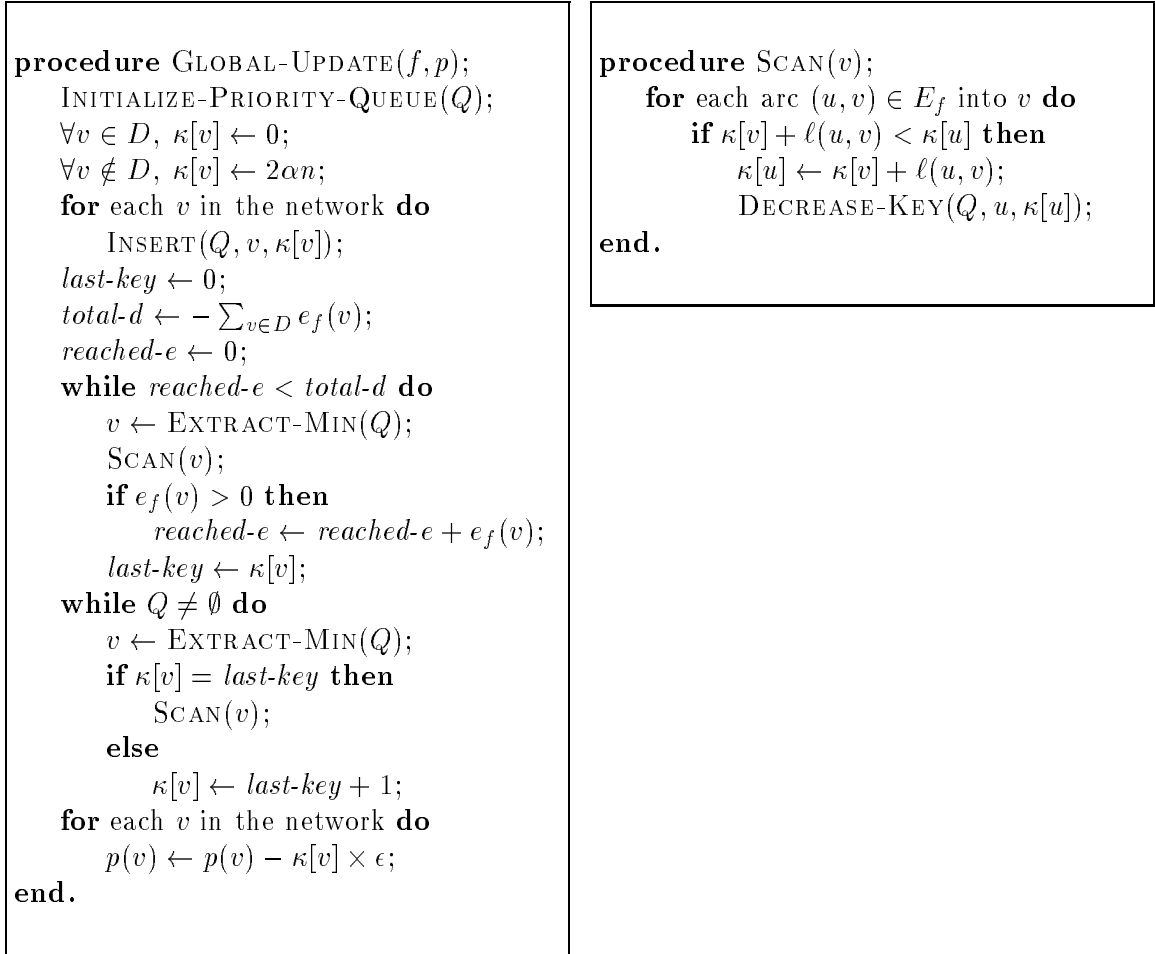 procedure GLOBAL-UPDATE(f, p);
INITIALIZE-PRIORITY-QUEUE(Q);
∀v ∈ D, κ[v] ← 0;
∀v ∉ D, κ[v] ← 2αn;
for each v in the network do
INSERT(Q, v, κ[v]);
last-key ← 0;
total-d ← − ∑_{v∈D} e_f(v);
reached-e ← 0;
while reached-e < total-d do
v ← EXTRACT-MIN(Q);
SCAN(v);
if e_f(v) > 0 then
reached-e ← reached-e + e_f(v);
last-key ← κ[v];
while Q ≠ ∅ do
v ← EXTRACT-MIN(Q);
if κ[v] = last-key then
SCAN(v);
else
κ[v] ← last-key + 1;
for each v in the network do
p(v) ← p(v) − κ[v] × ϵ;
end.
procedure SCAN(v);
for each arc (u, v) ∈ E_f into v do
if κ[v] + ℓ(u, v) < κ[u] then
κ[u] ← κ[v] + ℓ(u, v);
DECREASE-KEY(Q, u, κ[u]);
end.